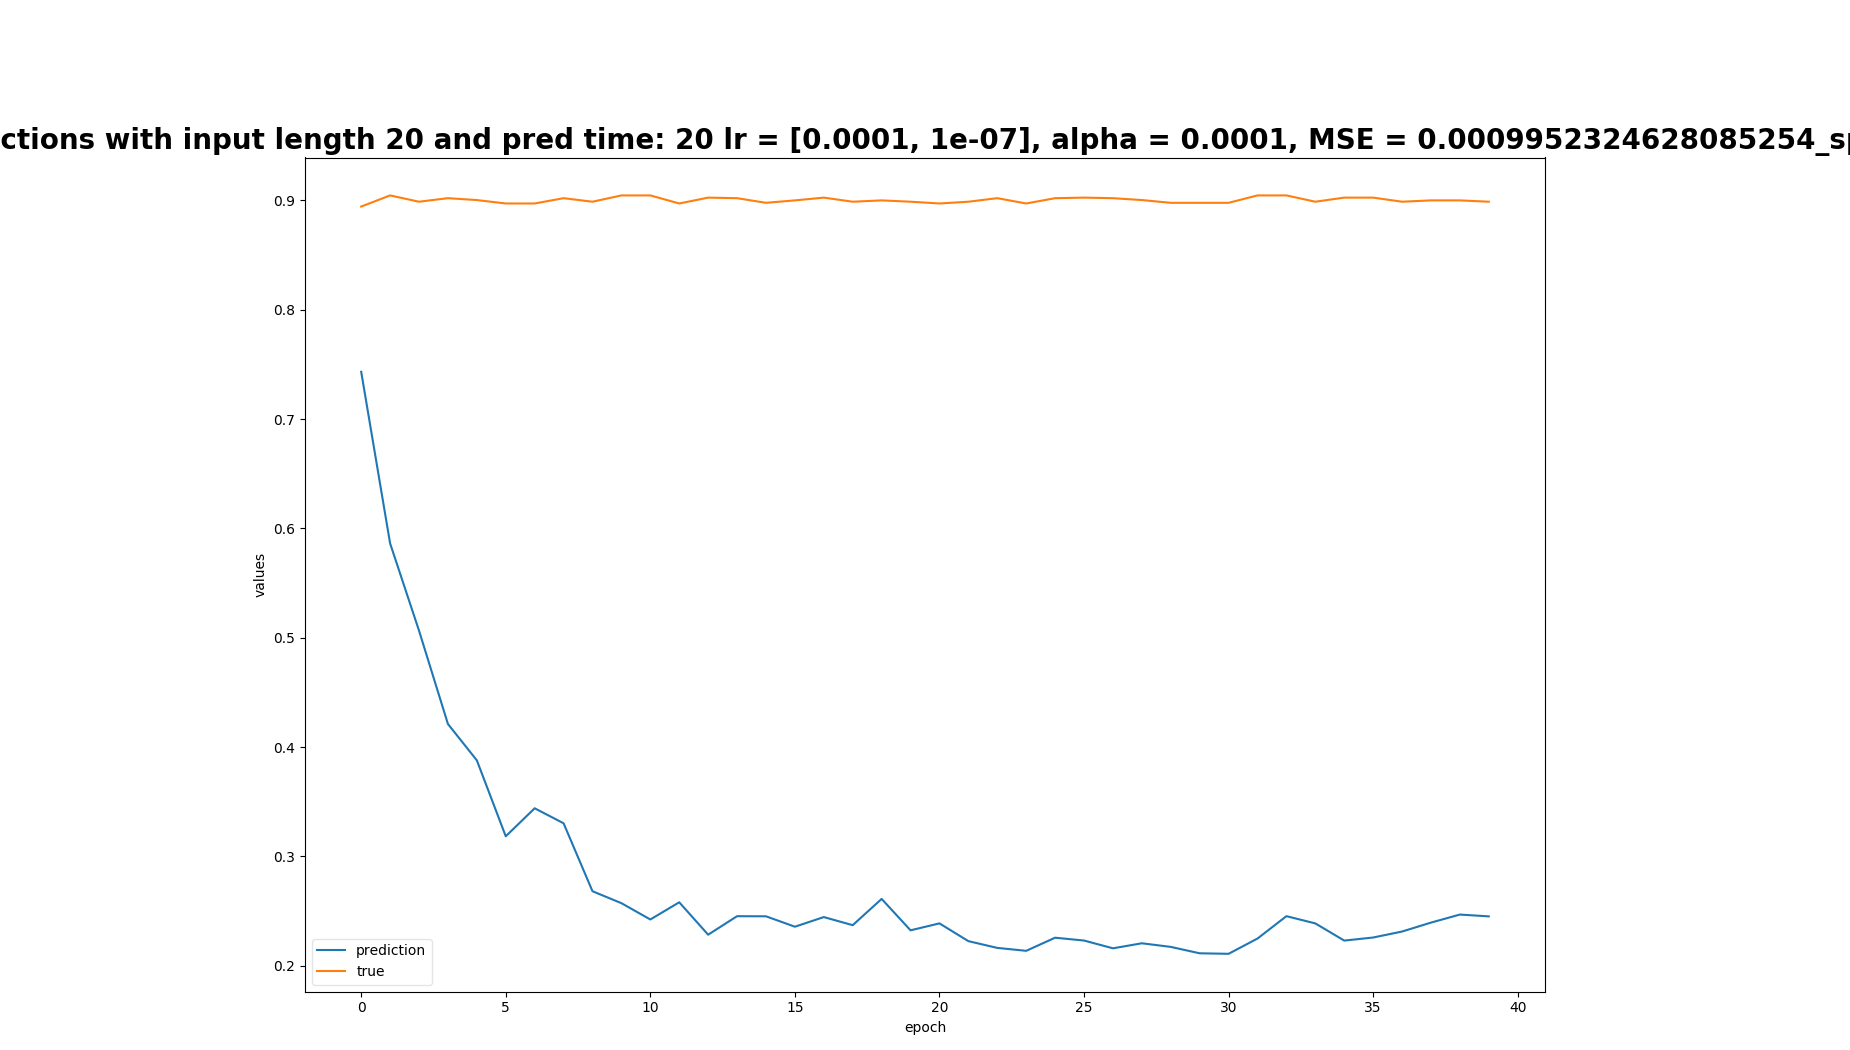 ctions with input length 20 and pred time: 20 lr = [0.0001, 1e-07], alpha = 0.0001, MSE = 0.0009952324628085254_sp
0.9
0.8
0.7
0.6
0.5
0.4
0.3
0.2
values
prediction
true
0 5 10 15 20 25 30 35 40
epoch